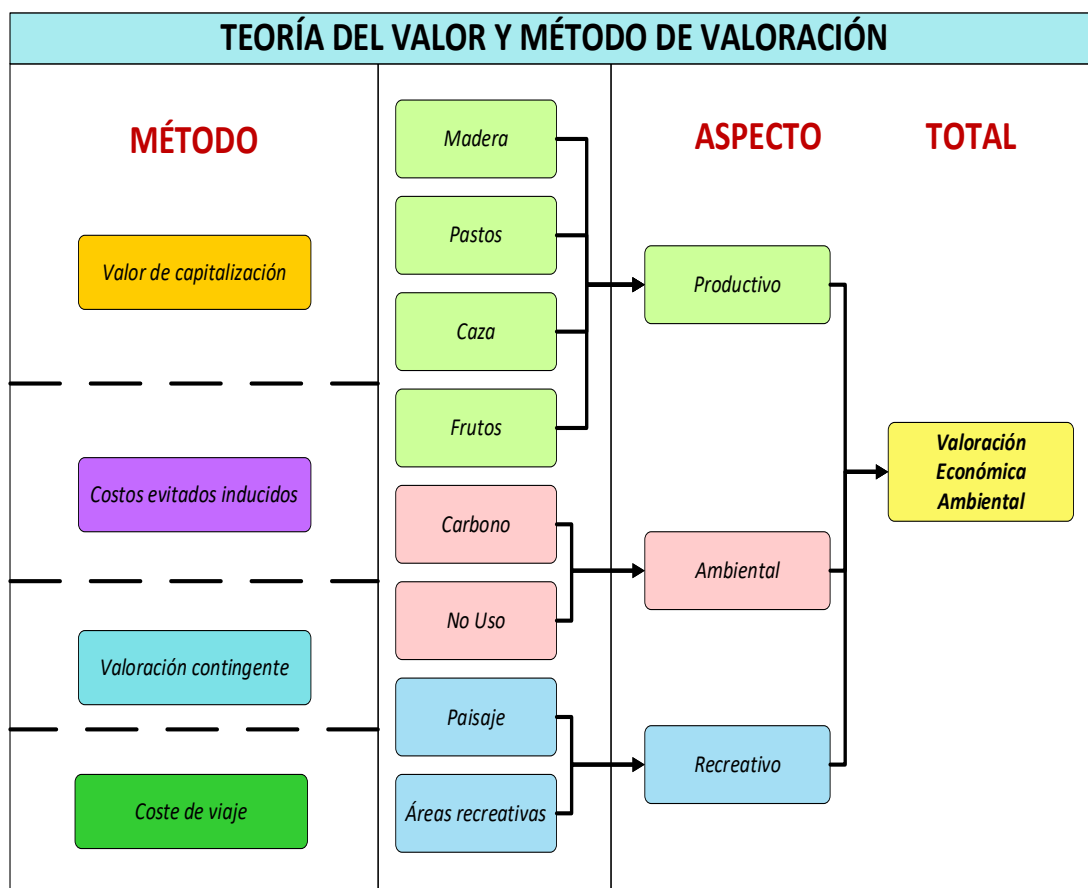 TEORÍA DEL VALOR Y MÉTODO DE VALORACIÓN
MÉTODO
ASPECTO
TOTAL
Valor de capitalización
Costos evitados inducidos
Valoración contingente
Coste de viaje
Madera
Pastos
Caza
Frutos
Carbono
No Uso
Paisaje
Áreas recreativas
Productivo
Ambiental
Recreativo
Valoración
Económica
Ambiental